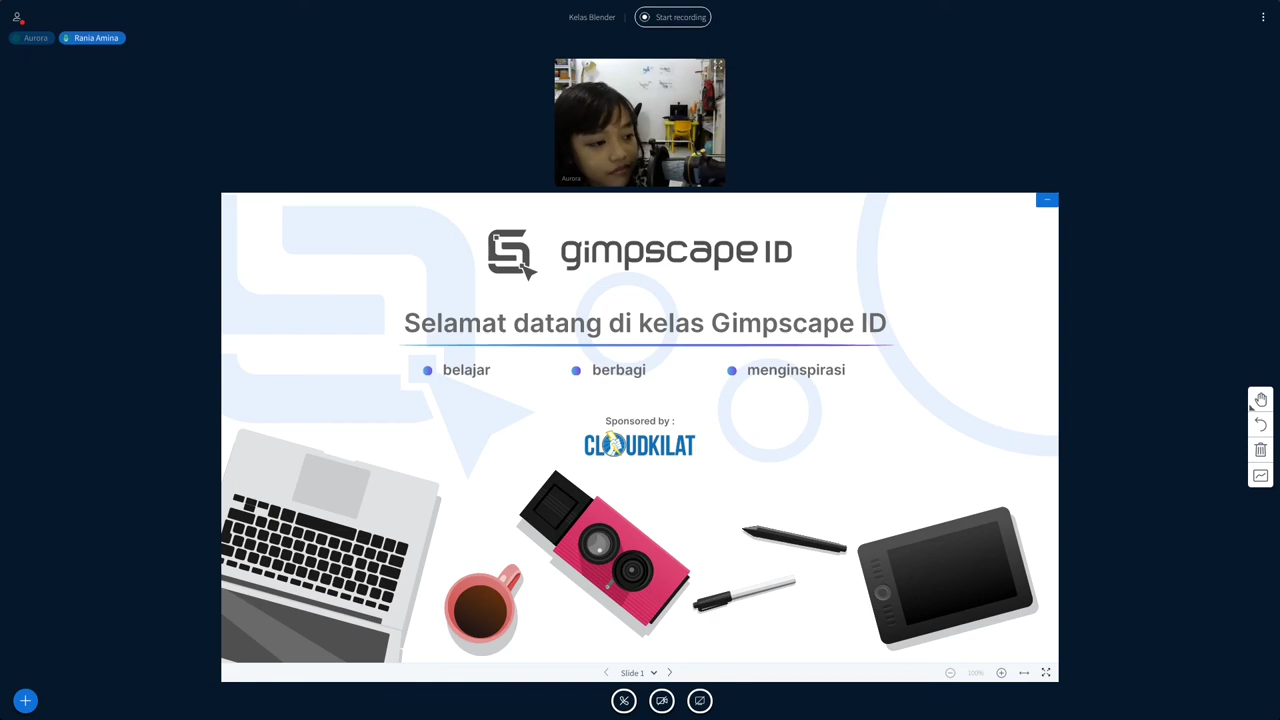 Kelas Blender
Start recording
Aurora
Rania Amina
Aurora
gimpscape ID
Selamat datang di kelas Gimpscape ID
belajar
berbagi
menginspirasi
Sponsored by :
CLOUDKILAT
Slide 1
100%